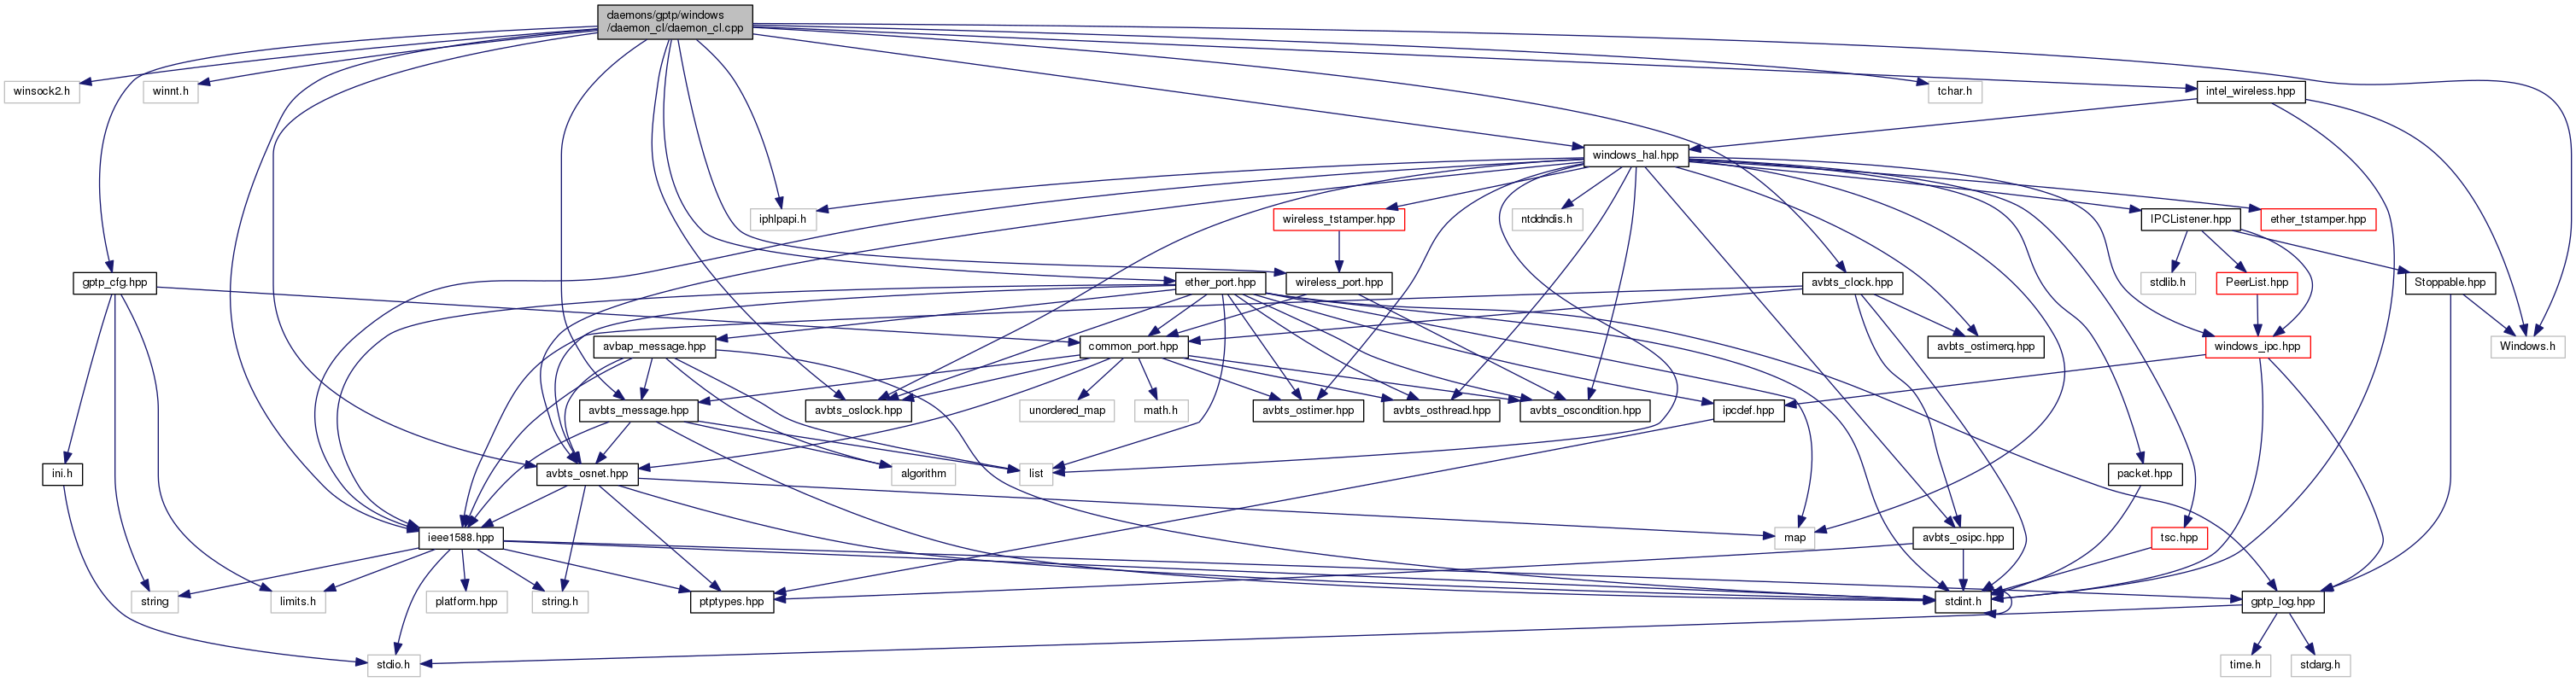 daemons/gptp/windows
/daemon_cl/daemon_cl.cpp
winsock2.h
winnt.h
tchar.h
intel_wireless.hpp
windows_hal.hpp
iphlpapi.h
wireless_tstamper.hpp
ntddndis.h
IPCListener.hpp
ether_tstamper.hpp
gptp_cfg.hpp
ether_port.hpp
wireless_port.hpp
avbts_clock.hpp
stdlib.h
PeerList.hpp
Stoppable.hpp
avbap_message.hpp
common_port.hpp
avbts_ostimerq.hpp
windows_ipc.hpp
Windows.h
avbts_message.hpp
avbts_oslock.hpp
unordered_map
math.h
avbts_ostimer.hpp
avbts_osthread.hpp
avbts_oscondition.hpp
ipcdef.hpp
ini.h
avbts_osnet.hpp
algorithm
list
packet.hpp
ieee1588.hpp
map
avbts_osipc.hpp
tsc.hpp
string
limits.h
platform.hpp
string.h
ptptypes.hpp
stdint.h
gptp_log.hpp
stdio.h
time.h
stdarg.h